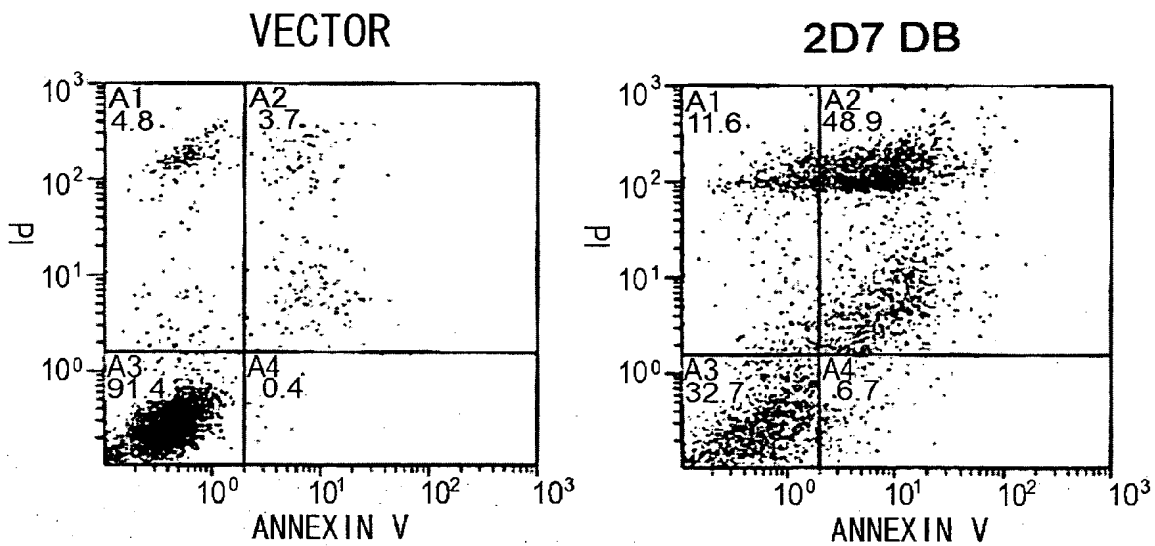 VECTOR
10³
A1
4.8
A2
3.7
10²
PI
10¹
10⁰
A3
91.4
A4
0.4
10⁰ 10¹ 10² 10³
ANNEXIN V
2D7 DB
10³
A1
11.6
A2
48.9
10²
PI
10¹
10⁰
A3
32.7
A4
6.7
10⁰ 10¹ 10² 10³
ANNEXIN V